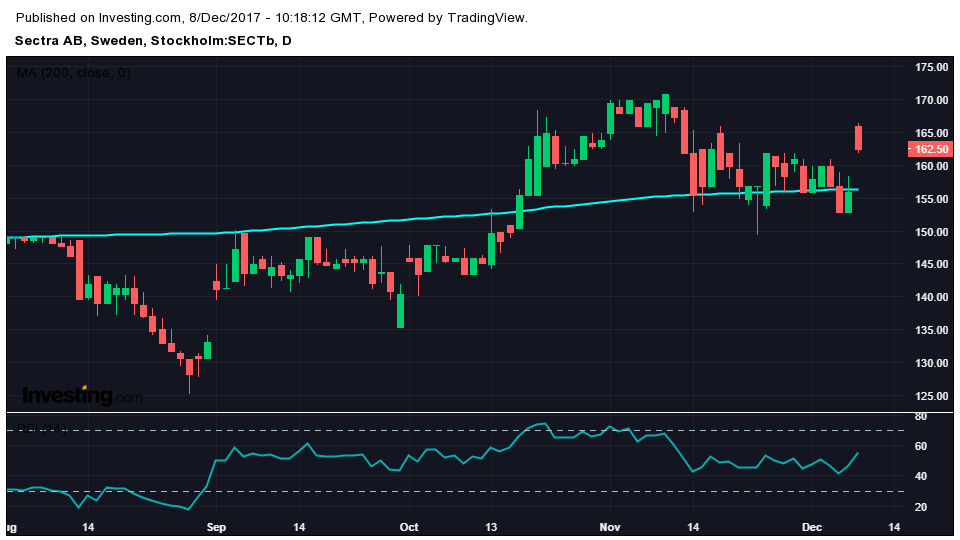 Published on Investing.com, 8/Dec/2017 - 10:18:12 GMT, Powered by TradingView.
Sectra AB, Sweden, Stockholm:SECTb, D
MA (200, close, 0)
175.00
170.00
165.00
162.50
160.00
155.00
150.00
145.00
140.00
135.00
130.00
125.00
Investing.com
RSI (14)
80
60
40
20
ug 14 Sep 14 Oct 13 Nov 14 Dec 14